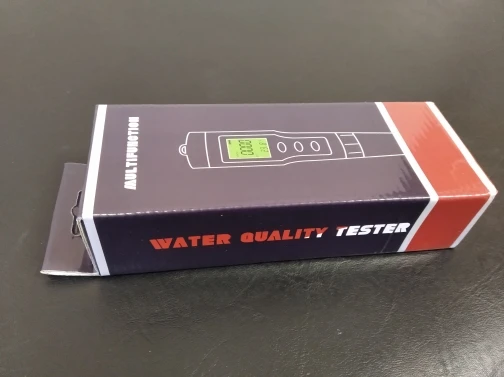 MULTIFUNCTION
WATER QUALITY TESTER